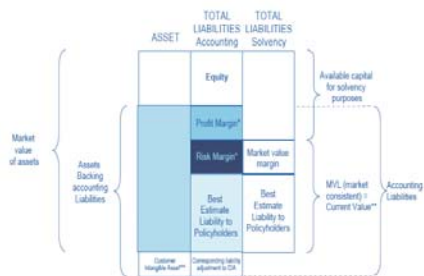 ASSET
TOTAL
LIABILITIES
Accounting
TOTAL
LIABILITIES
Solvency
Equity
Available capital
for solvency
purposes
Profit Margin*
Market
value
of assets
Risk Margin*
Market value
margin
Assets
Backing
accounting
Liabilities
MVL (market
consistent) =
Current Value**
Accounting
Liabilities
Best
Estimate
Liability to
Policyholders
Best
Estimate
Liability to
Policyholders
Customer
Intangible Asset***
Corresponding liability
adjustment to CIA